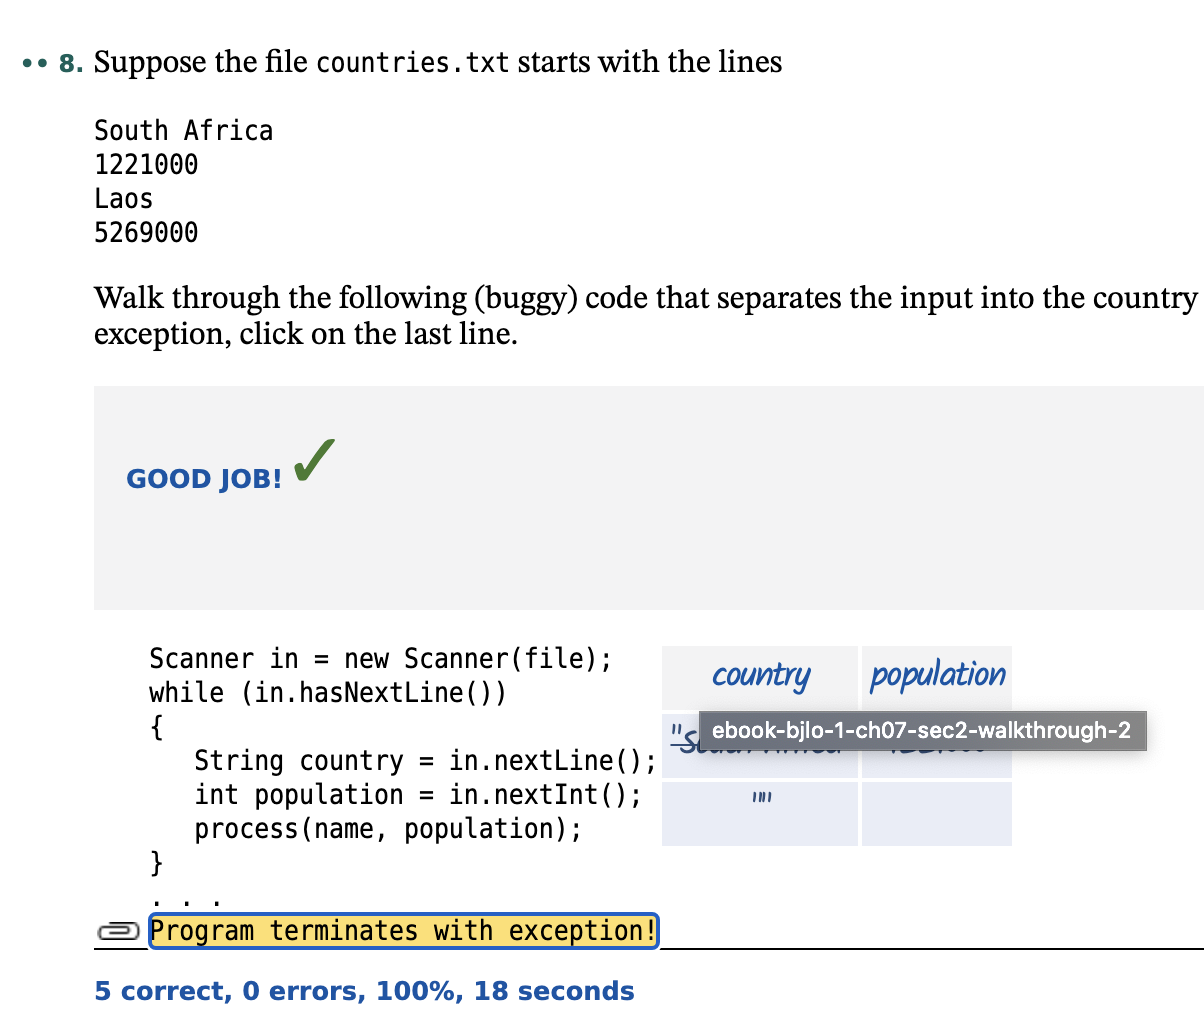 •• 8. Suppose the file countries.txt starts with the lines
South Africa
1221000
Laos
5269000
Walk through the following (buggy) code that separates the input into the country
exception, click on the last line.
GOOD JOB! ✓
Scanner in = new Scanner(file);
while (in.hasNextLine())
{
String country = in.nextLine();
int population = in.nextInt();
process(name, population);
}
. . .
Program terminates with exception!
country population
ebook-bjlo-1-ch07-sec2-walkthrough-2
""
5 correct, 0 errors, 100%, 18 seconds